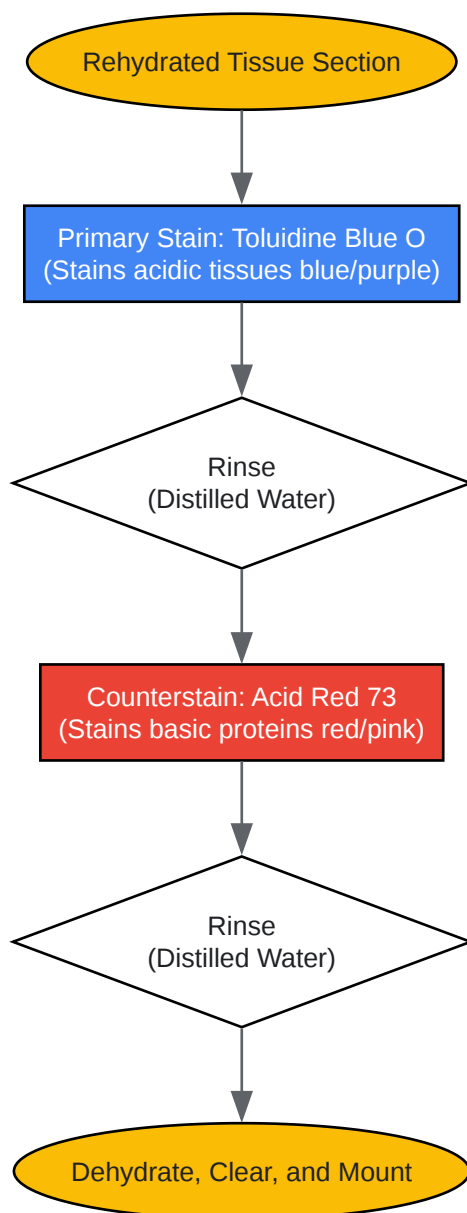 Rehydrated Tissue Section
Primary Stain: Toluidine Blue O
(Stains acidic tissues blue/purple)
Rinse
(Distilled Water)
Counterstain: Acid Red 73
(Stains basic proteins red/pink)
Rinse
(Distilled Water)
Dehydrate, Clear, and Mount